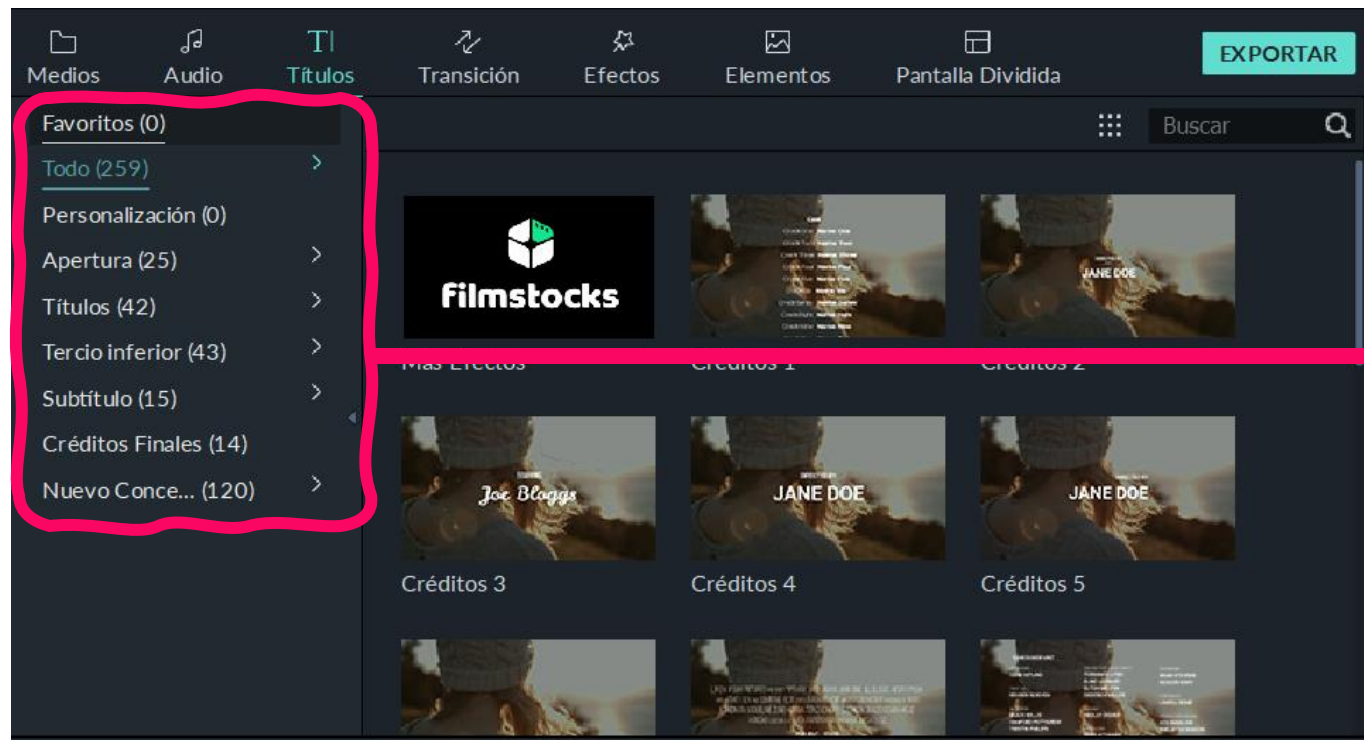 Medios Audio Títulos Transición Efectos Elementos Pantalla Dividida EXPORTAR
Favoritos (0)
Buscar
Todo (259)
Personalización (0)
Apertura (25)
Títulos (42)
Tercio inferior (43)
Subtítulo (15)
Créditos Finales (14)
Nuevo Conce... (120)
filmstocks
JANE DOE
Más Efectos Créditos 1 Créditos 2
Joe Bloggs
JANE DOE
JANE DOE
Créditos 3 Créditos 4 Créditos 5